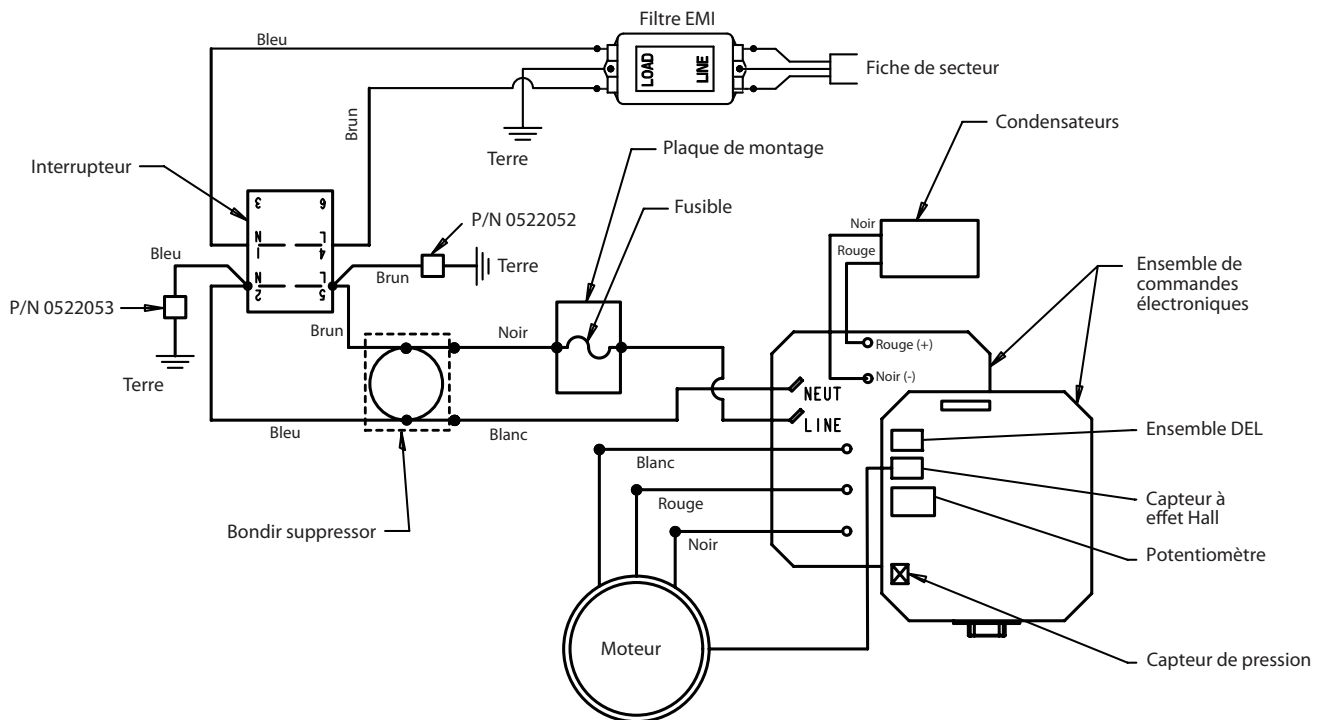 Filtre EMI
Bleu
LOAD
LINE
Fiche de secteur
Brun
Terre
Condensateurs
Plaque de montage
Interrupteur
Fusible
3
6
P/N 0522052
Noir
Rouge
N
1
L
4
Bleu
Terre
Brun
Ensemble de
commandes
électroniques
N
2
L
5
P/N 0522053
Brun
Noir
Rouge (+)
Terre
Noir (-)
NEUT
LINE
Bleu
Blanc
Ensemble DEL
Blanc
Capteur à
effet Hall
Rouge
Bondir suppressor
Noir
Potentiomètre
Moteur
Capteur de pression